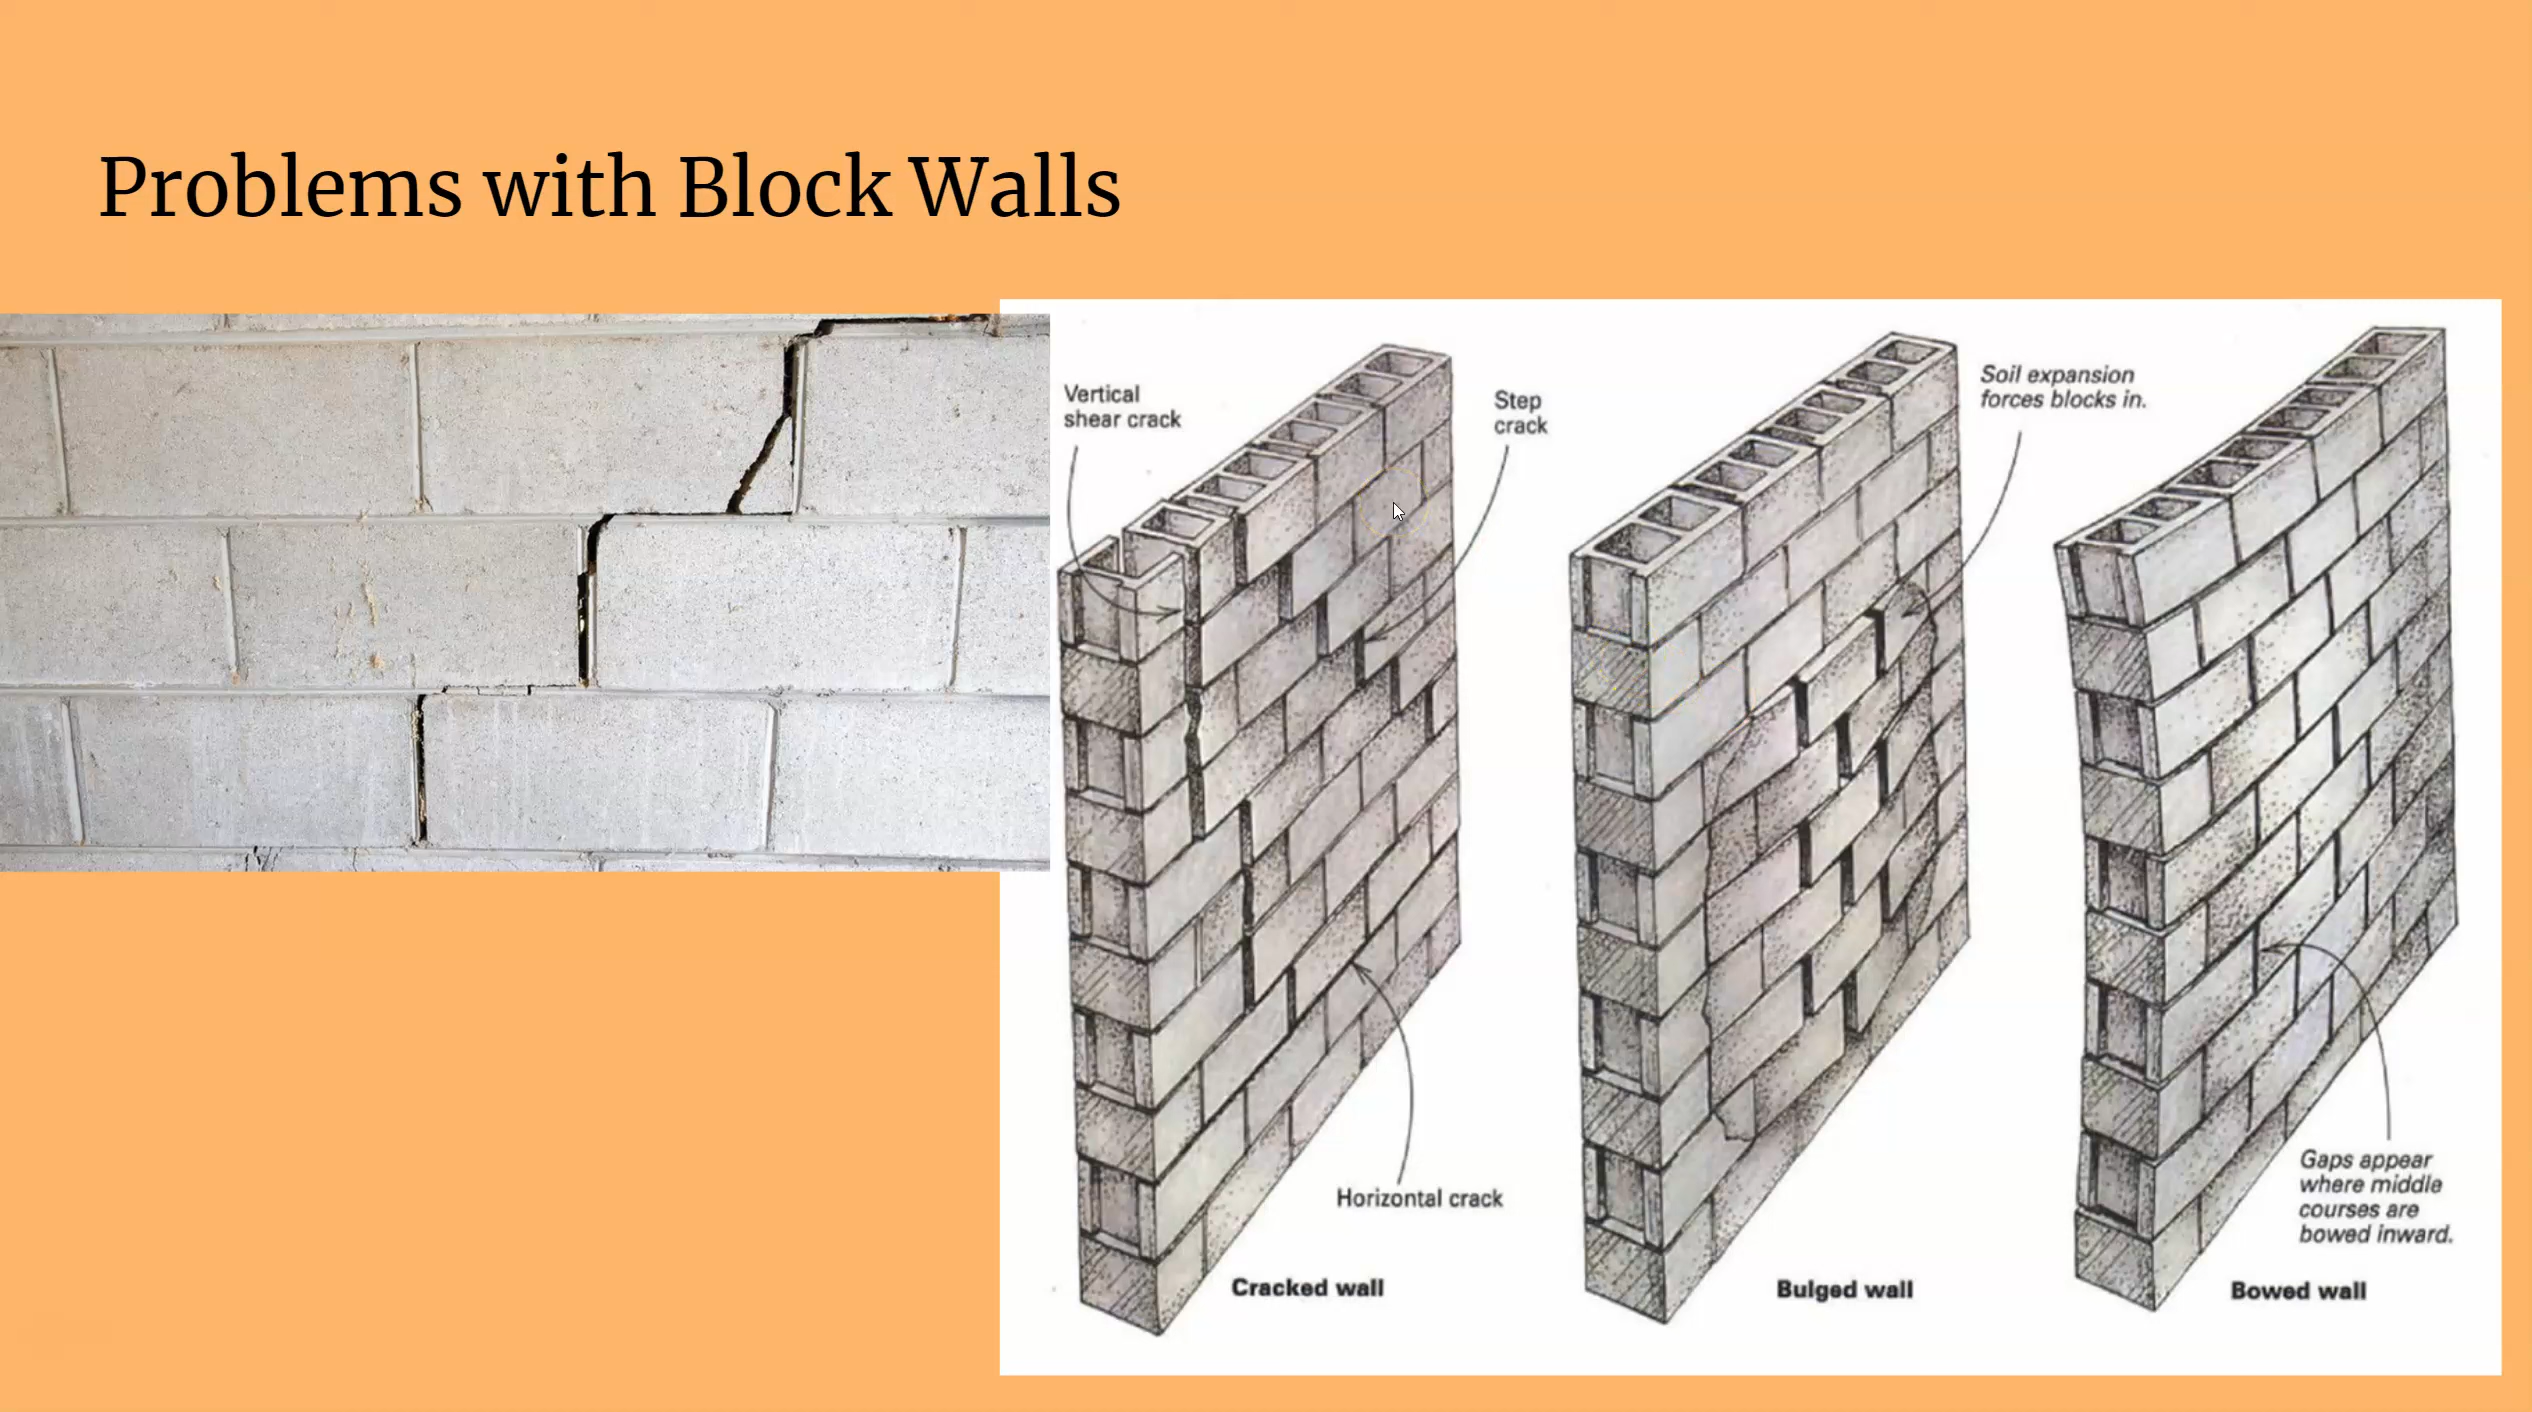 Problems with Block Walls
Vertical
shear crack
Step
crack
Soil expansion
forces blocks in.
Horizontal crack
Gaps appear
where middle
courses are
bowed inward.
Cracked wall
Bulged wall
Bowed wall